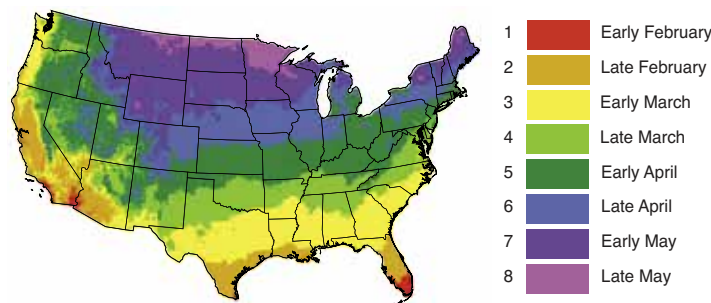 1 Early February
2 Late February
3 Early March
4 Late March
5 Early April
6 Late April
7 Early May
8 Late May